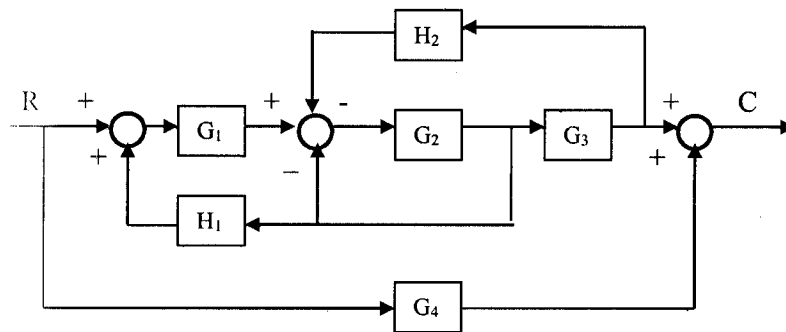 H₂
R + + - + C
G₁ G₂ G₃
+ − +
H₁
G₄